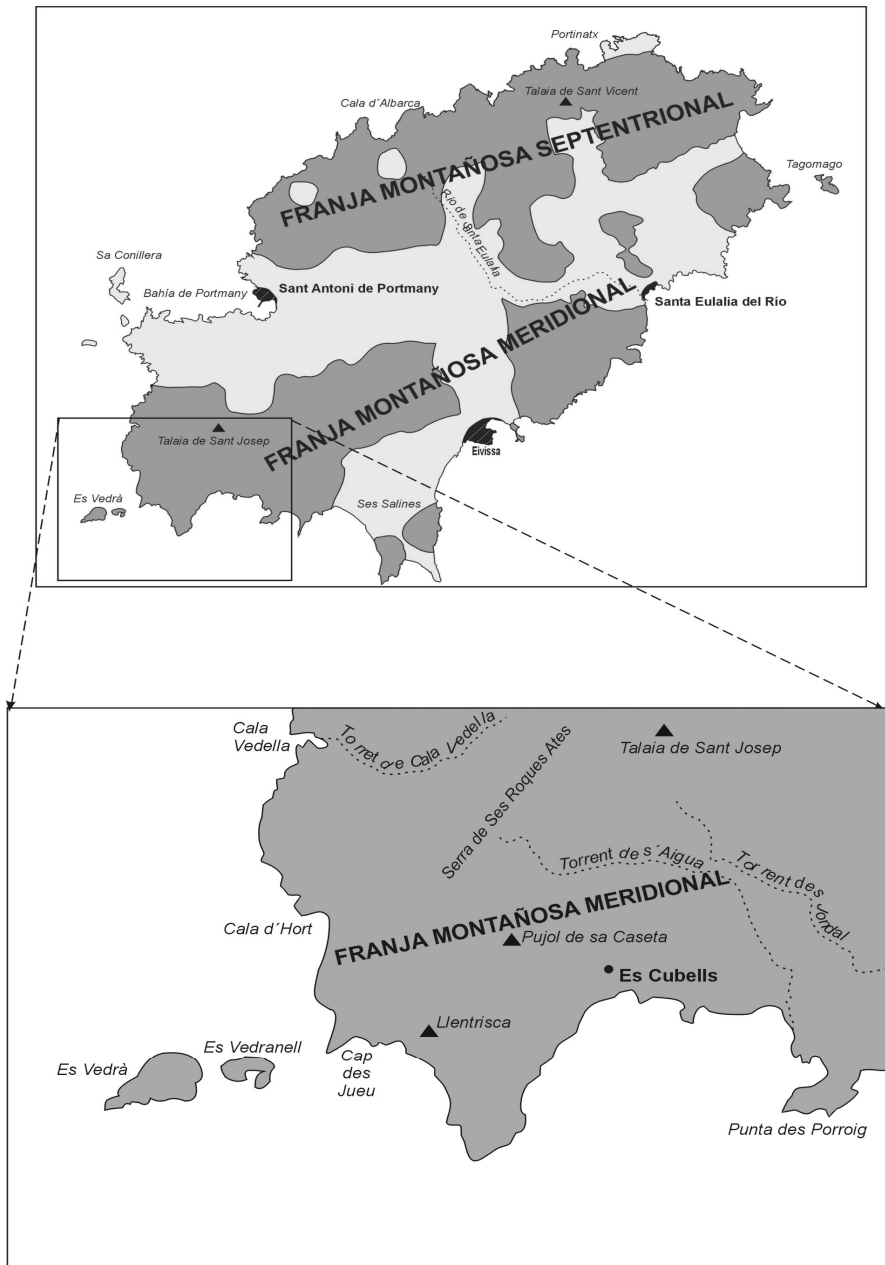 Portinatx
Talaia de Sant Vicent
Cala d´Albarca
FRANJA MONTAÑOSA SEPTENTRIONAL
Tagomago
Río de Santa Eulalia
Sa Conillera
Bahía de Portmany
Sant Antoni de Portmany
Santa Eulalia del Río
FRANJA MONTAÑOSA MERIDIONAL
Talaia de Sant Josep
Eivissa
Es Vedrà
Ses Salines
Cala
Vedella
Torret de Cala Vedella
Serra de Ses Roques Ates
Talaia de Sant Josep
Torrent de s´Aigua
Torrent des Jondal
FRANJA MONTAÑOSA MERIDIONAL
Cala d´Hort
Pujol de sa Caseta
Es Cubells
Llentrisca
Es Vedranell
Es Vedrà
Cap
des
Jueu
Punta des Porroig